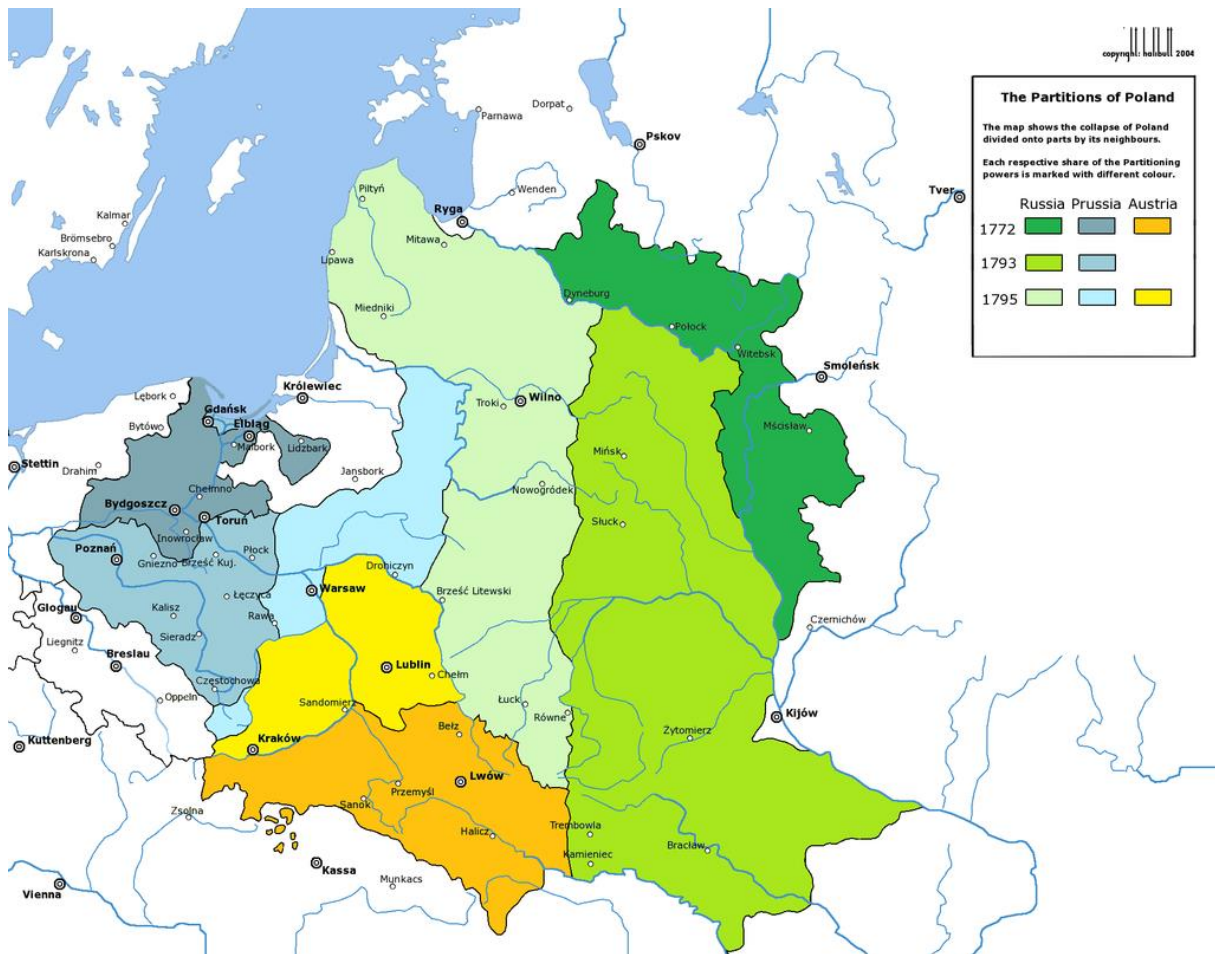 copyright: halibutt 2004
The Partitions of Poland
The map shows the collapse of Poland
divided onto parts by its neighbours.
Each respective share of the Partitioning
powers is marked with different colour.
Russia Prussia Austria
1772
1793
1795
Dorpat
Parnawa
Pskov
Piltyń
Wenden
Tver
Ryga
Kalmar
Mitawa
Brömsebro
Karlskrona
Lipawa
Dyneburg
Miedniki
Połock
Witebsk
Smoleńsk
Królewiec
Lębork
Wilno
Troki
Gdańsk
Elbląg
Bytów
Malbork
Lidzbark
Mścisław
Mińsk
Stettin
Drahim
Jansbork
Chełmno
Nowogródek
Bydgoszcz
Toruń
Słuck
Inowrocław
Poznań
Płock
Gniezno
Brześć Kuj.
Drohiczyn
Warsaw
Brześć Litewski
Łęczyca
Glogau
Kalisz
Rawa
Czernichów
Sieradz
Liegnitz
Breslau
Lublin
Chełm
Częstochowa
Oppeln
Sandomierz
Łuck
Równe
Kijów
Bełz
Żytomierz
Kuttenberg
Kraków
Lwów
Przemyśl
Sanok
Zsolna
Halicz
Trembowla
Bracław
Kamieniec
Kassa
Munkacs
Vienna